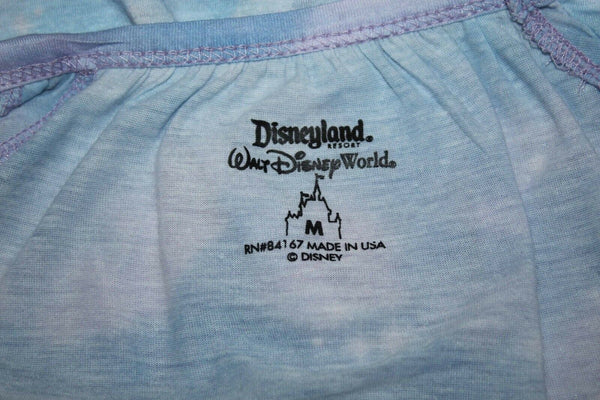 Disneyland®
RESORT
WALT DISNEY World®
M
RN#84167 MADE IN USA
© DISNEY